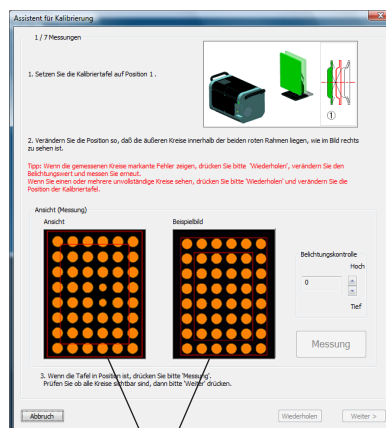 Assistent für Kalibrierung
1 / 7 Messungen
1. Setzen Sie die Kalibriertafel auf Position 1 .
1
2. Verändern Sie die Position so, daß die äußeren Kreise innerhalb der beiden roten Rahmen liegen, wie im Bild rechts
zu sehen ist.
Tipp: Wenn die gemessenen Kreise markante Fehler zeigen, drücken Sie bitte 'Wiederholen', verändern Sie den
Belichtungswert und messen Sie erneut.
Wenn Sie einen oder mehrere unvollständige Kreise sehen, drücken Sie bitte 'Wiederholen' und verändern Sie die
Position der Kalibriertafel.
Ansicht (Messung)
Ansicht
Beispielbild
Belichtungskontrolle
Hoch
0
Tief
Messung
3. Wenn die Tafel in Position ist, drücken Sie bitte 'Messung'.
Prüfen Sie ob alle Kreise sichtbar sind, dann bitte 'Weiter' drücken.
Abbruch
Wiederholen
Weiter >